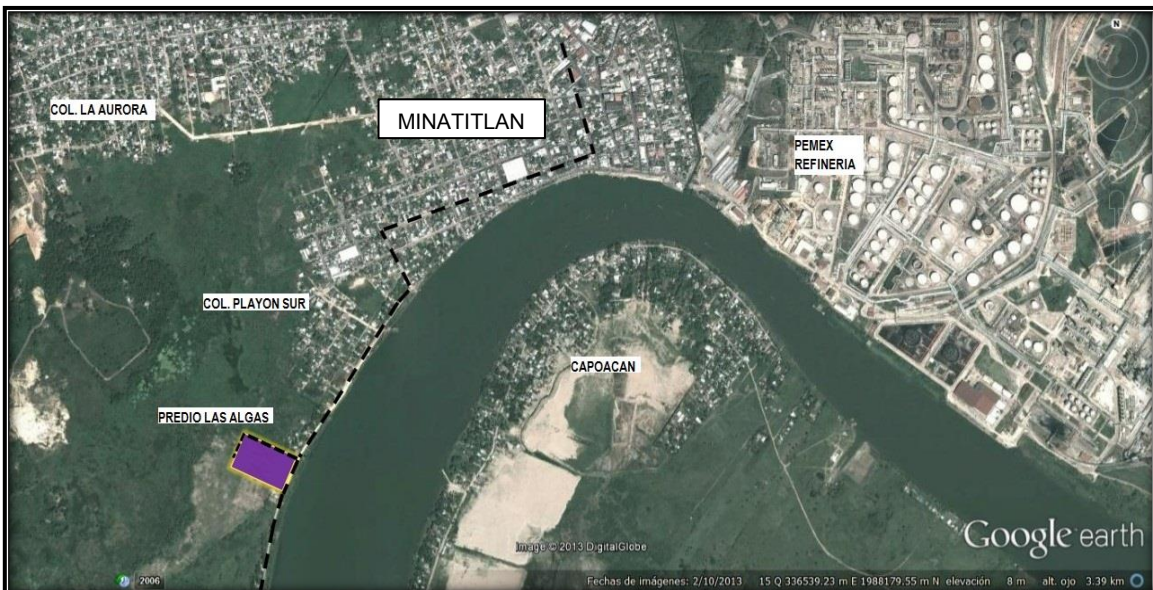 N
COL. LA AURORA
MINATITLAN
PEMEX
REFINERIA
COL. PLAYON SUR
CAPOACAN
PREDIO LAS ALGAS
Google earth
Image © 2013 DigitalGlobe
2006
Fechas de imágenes: 2/10/2013 15 Q 336539.23 m E 1988179.55 m N elevación 8 m alt. ojo 3.39 km